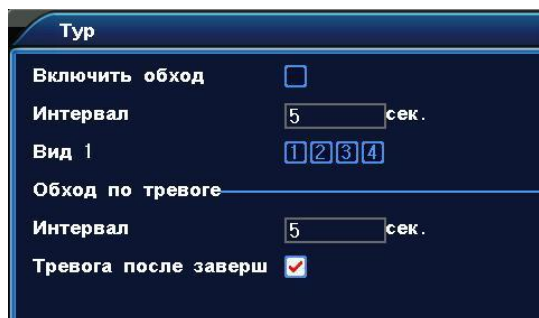 Тур
Включить обход
Интервал 5 сек.
Вид 1 1 2 3 4
Обход по тревоге
Интервал 5 сек.
Тревога после заверш